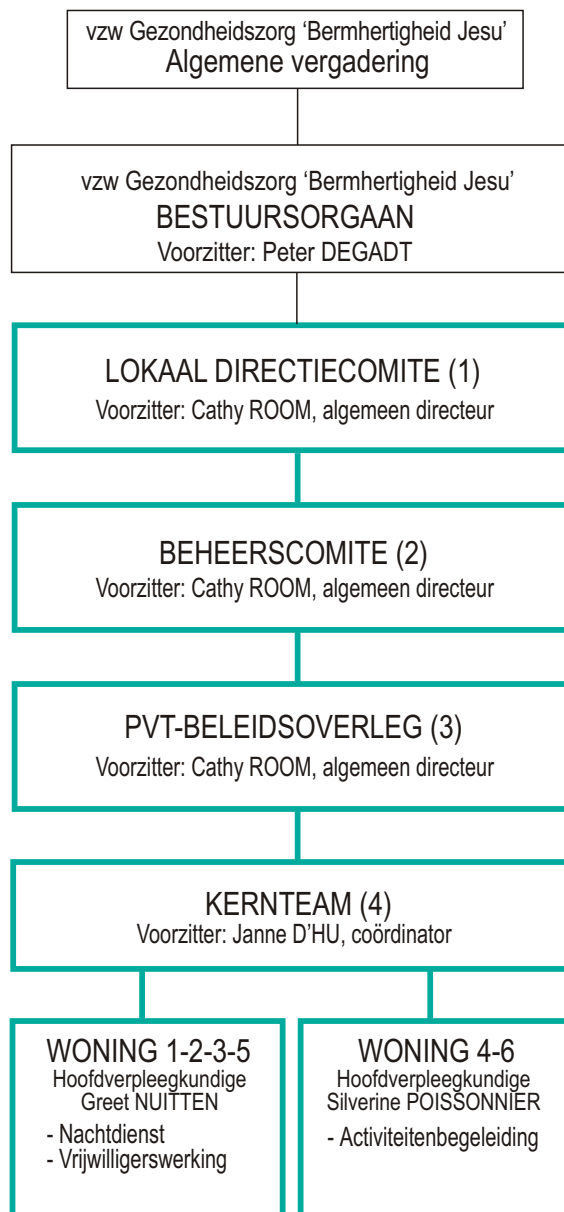 vzw Gezondheidszorg ‘Bermhertigheid Jesu’
Algemene vergadering
vzw Gezondheidszorg ‘Bermhertigheid Jesu’
BESTUURSORGAAN
Voorzitter: Peter DEGADT
LOKAAL DIRECTIECOMITE (1)
Voorzitter: Cathy ROOM, algemeen directeur
BEHEERSCOMITE (2)
Voorzitter: Cathy ROOM, algemeen directeur
PVT-BELEIDSOVERLEG (3)
Voorzitter: Cathy ROOM, algemeen directeur
KERNTEAM (4)
Voorzitter: Janne D’HU, coördinator
WONING 1-2-3-5
Hoofdverpleegkundige
Greet NUITTEN
- Nachtdienst
- Vrijwilligerswerking
WONING 4-6
Hoofdverpleegkundige
Silverine POISSONNIER
- Activiteitenbegeleiding